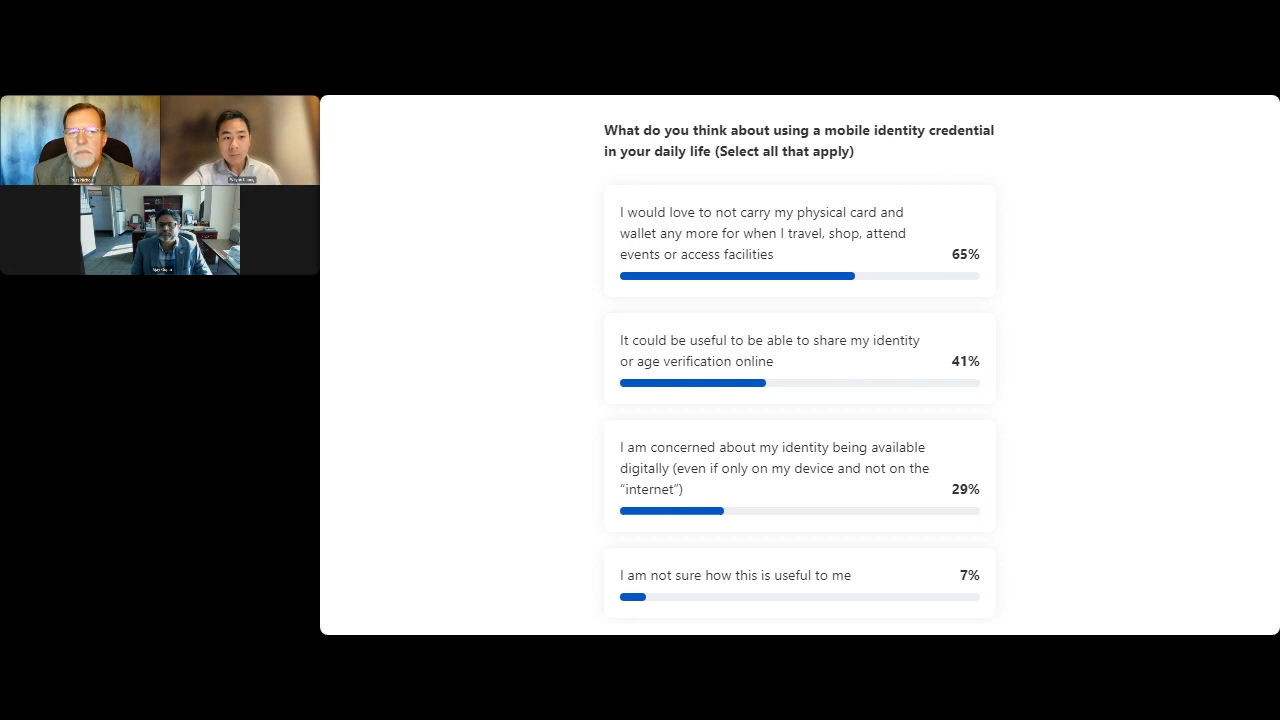 What do you think about using a mobile identity credential
in your daily life (Select all that apply)
I would love to not carry my physical card and
wallet any more for when I travel, shop, attend
events or access facilities
65%
It could be useful to be able to share my identity
or age verification online
41%
I am concerned about my identity being available
digitally (even if only on my device and not on the
“internet”)
29%
I am not sure how this is useful to me
7%